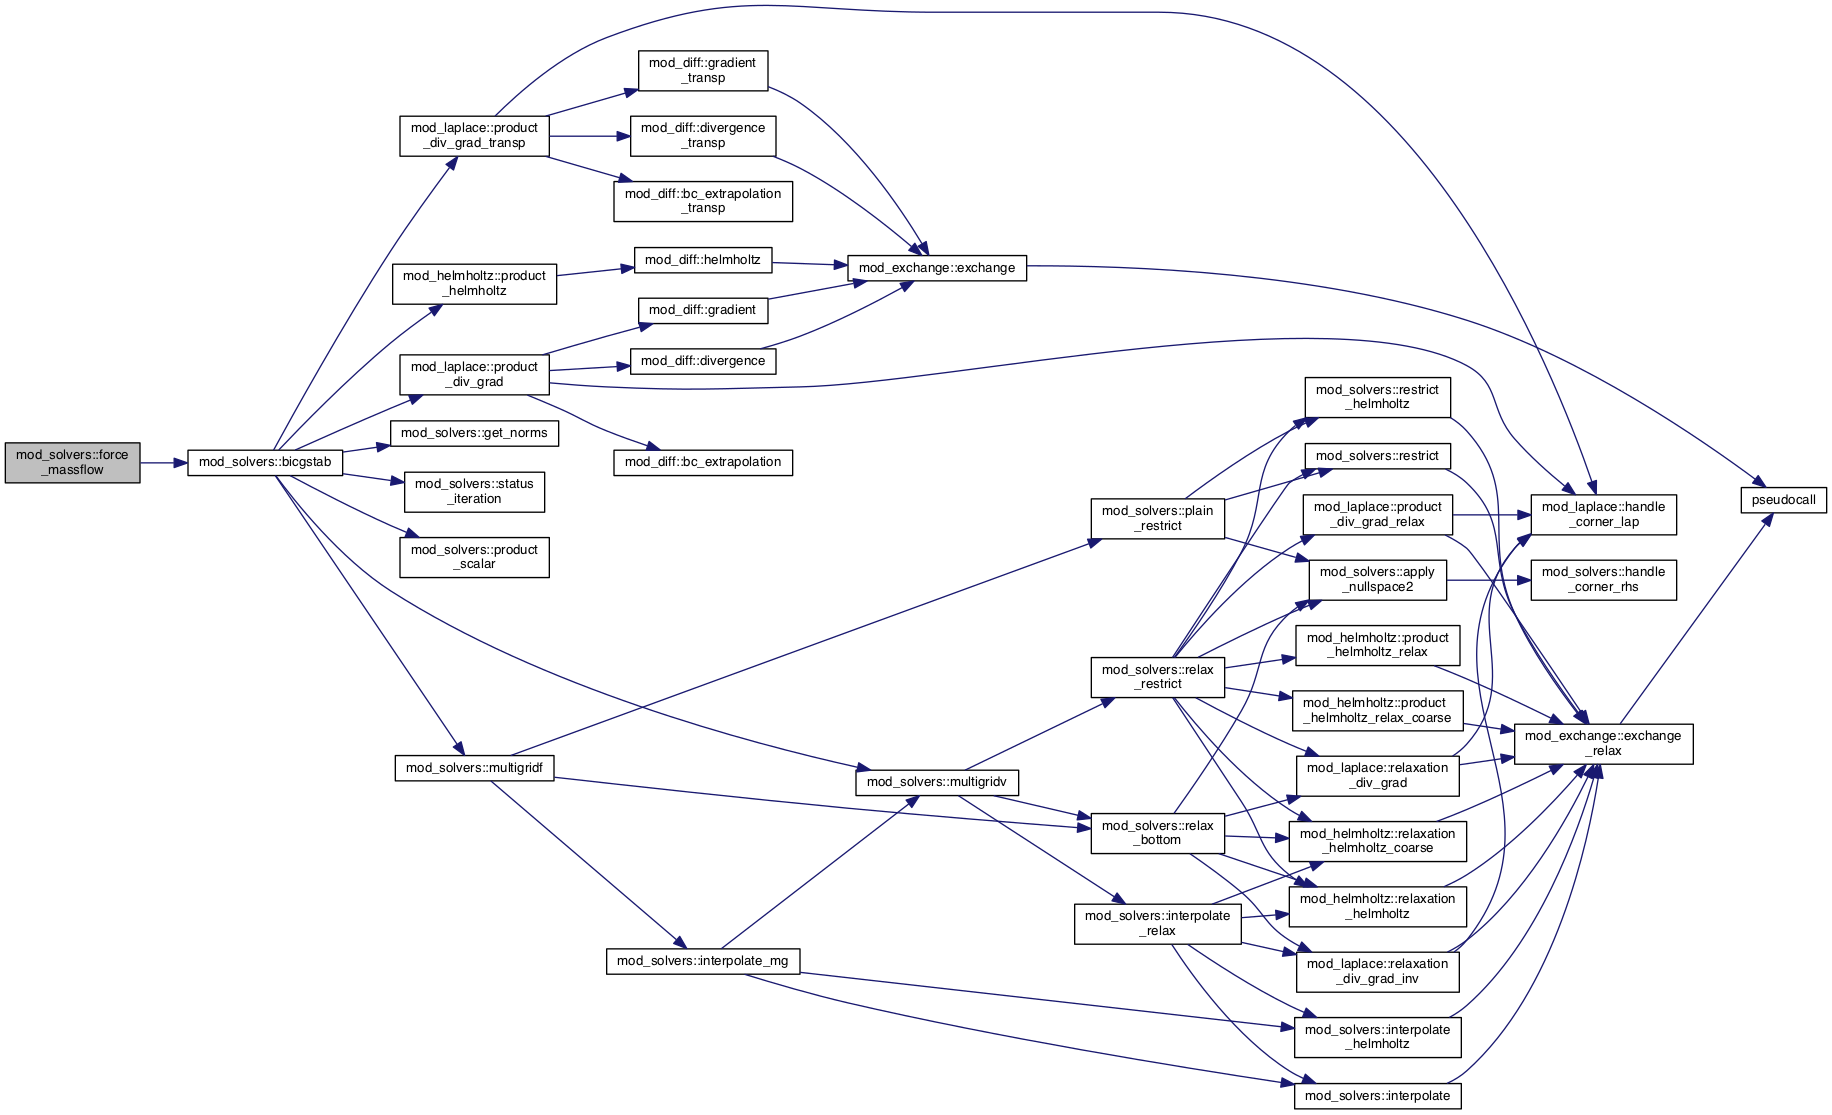 mod_solvers::force
_massflow
mod_solvers::bicgstab
mod_laplace::product
_div_grad_transp
mod_helmholtz::product
_helmholtz
mod_laplace::product
_div_grad
mod_solvers::get_norms
mod_solvers::status
_iteration
mod_solvers::product
_scalar
mod_solvers::multigridf
mod_diff::gradient
_transp
mod_diff::divergence
_transp
mod_diff::bc_extrapolation
_transp
mod_diff::helmholtz
mod_diff::gradient
mod_diff::divergence
mod_diff::bc_extrapolation
mod_solvers::interpolate_mg
mod_exchange::exchange
mod_solvers::multigridv
mod_solvers::plain
_restrict
mod_solvers::relax
_restrict
mod_solvers::relax
_bottom
mod_solvers::interpolate
_relax
mod_solvers::restrict
_helmholtz
mod_solvers::restrict
mod_laplace::product
_div_grad_relax
mod_solvers::apply
_nullspace2
mod_helmholtz::product
_helmholtz_relax
mod_helmholtz::product
_helmholtz_relax_coarse
mod_laplace::relaxation
_div_grad
mod_helmholtz::relaxation
_helmholtz_coarse
mod_helmholtz::relaxation
_helmholtz
mod_laplace::relaxation
_div_grad_inv
mod_solvers::interpolate
_helmholtz
mod_solvers::interpolate
mod_laplace::handle
_corner_lap
mod_solvers::handle
_corner_rhs
mod_exchange::exchange
_relax
pseudocall